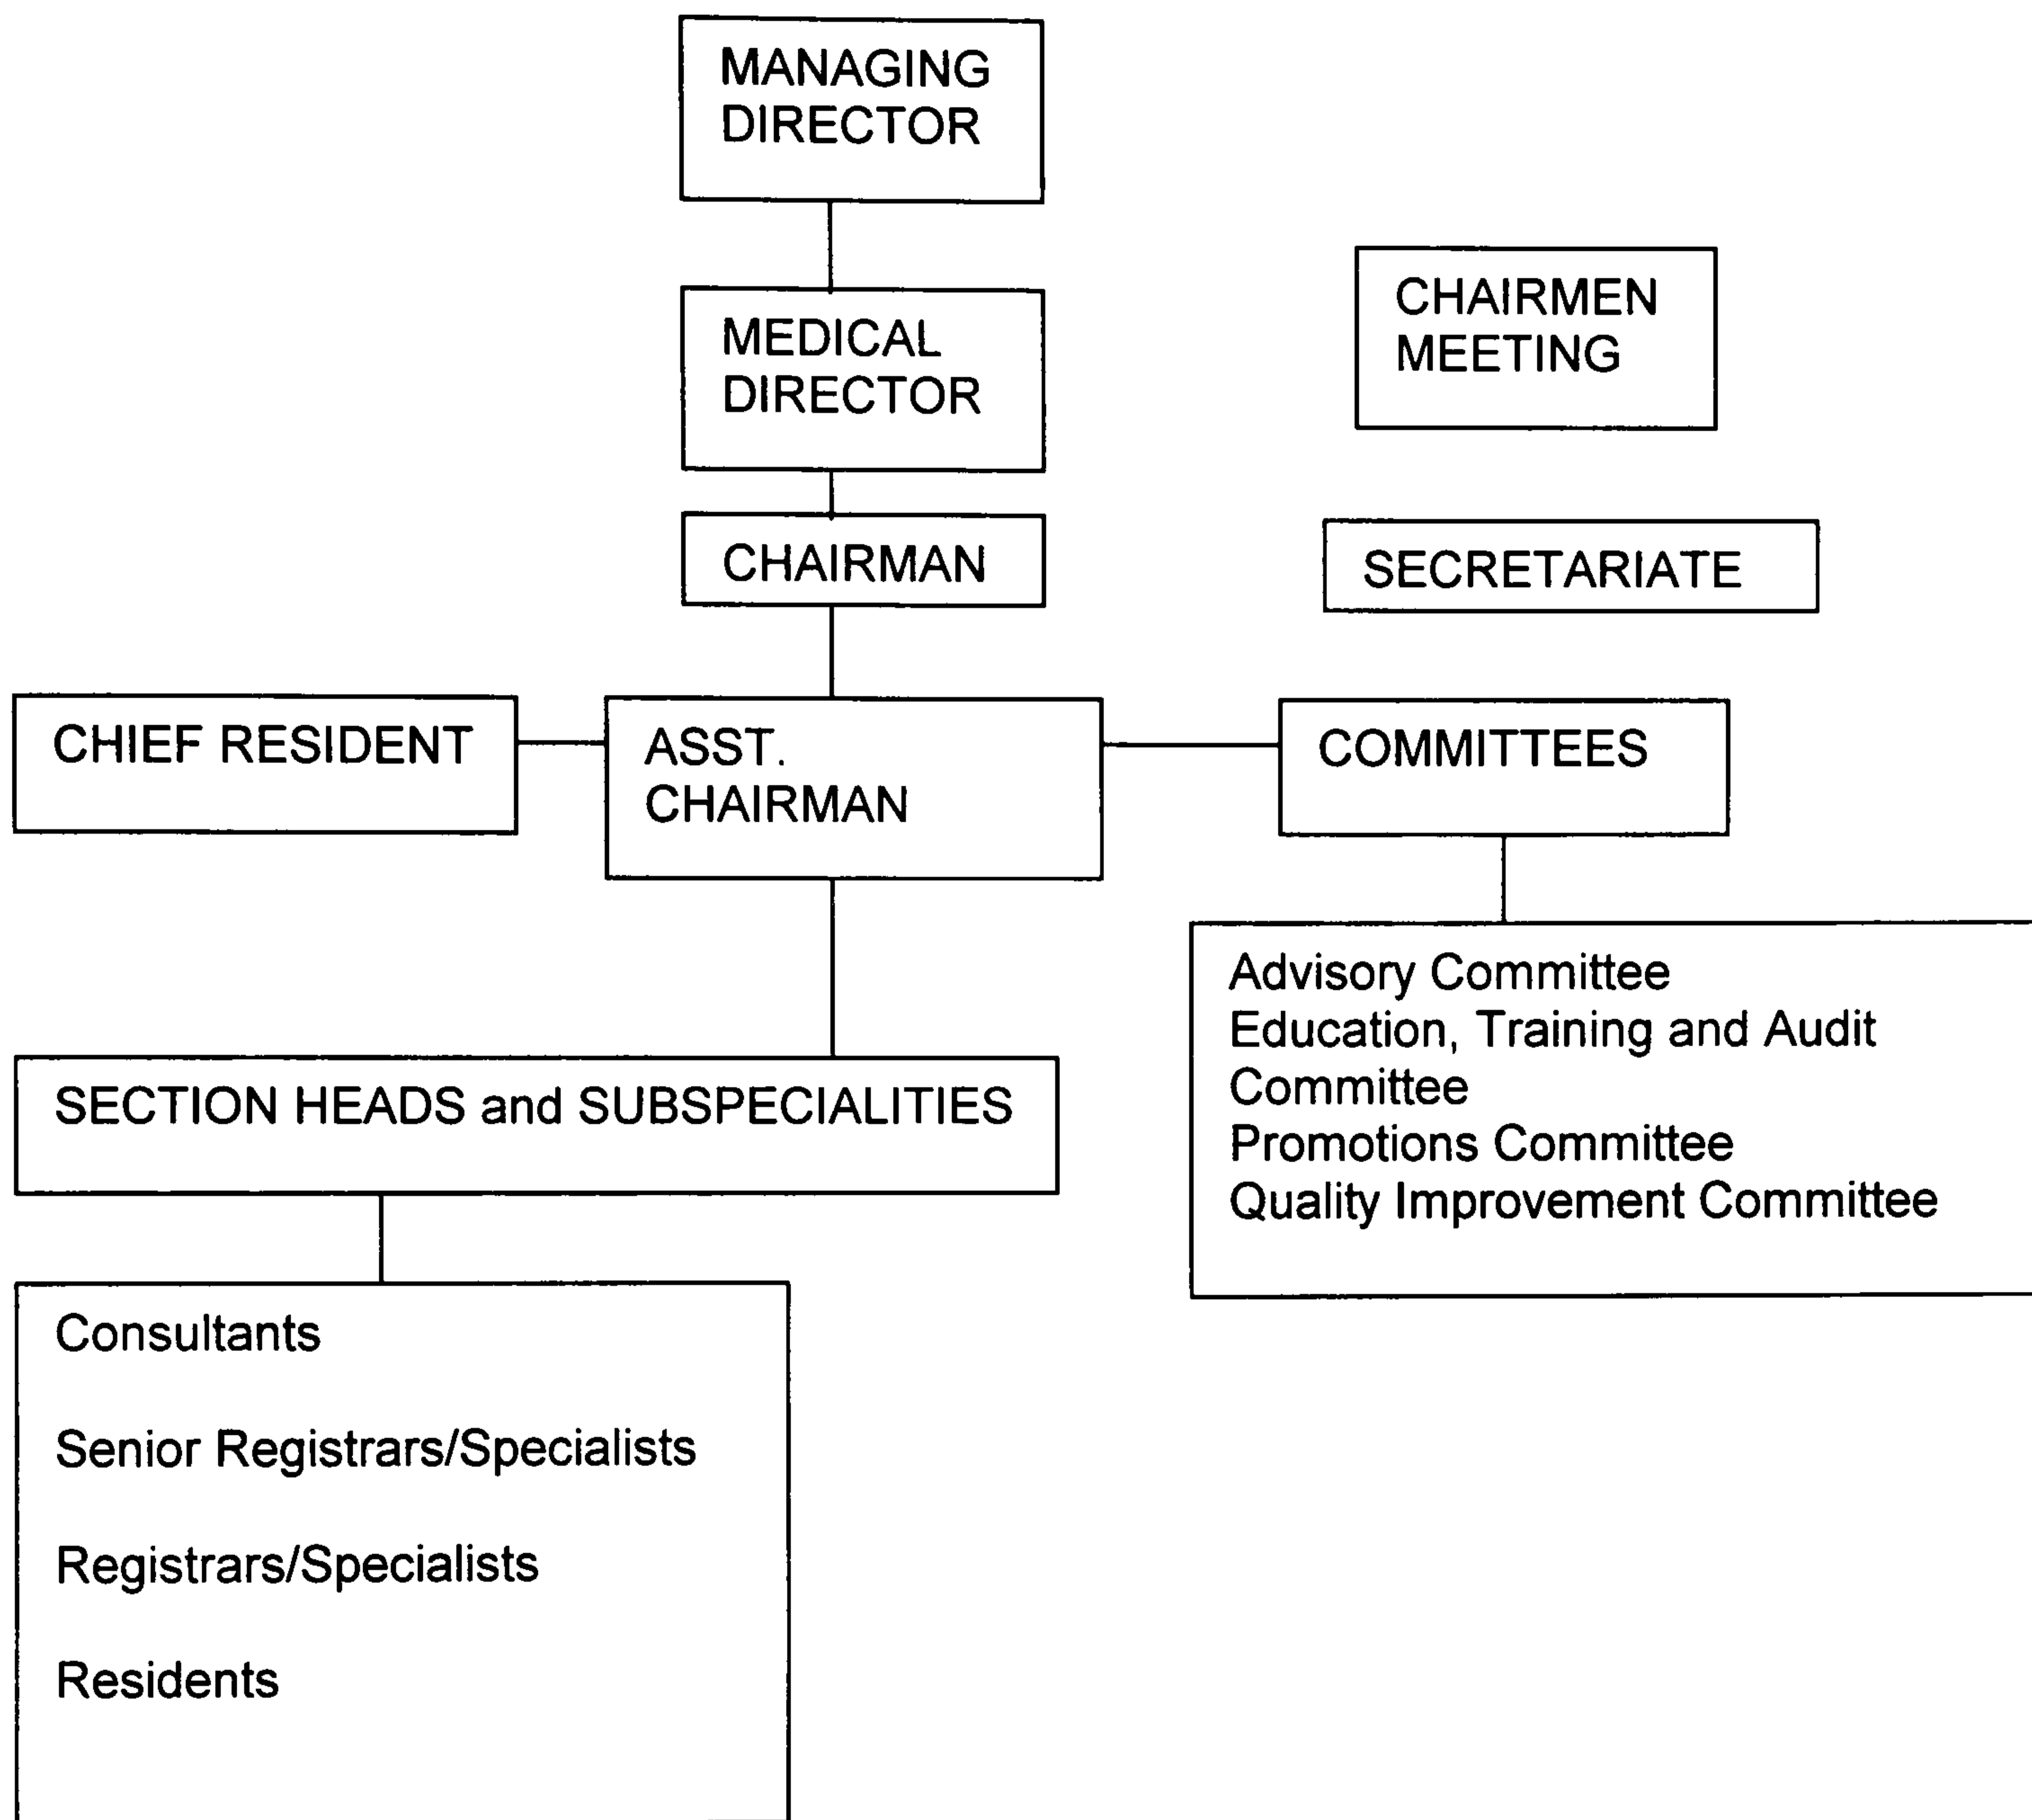 MANAGING
DIRECTOR
MEDICAL
DIRECTOR
CHAIRMEN
MEETING
CHAIRMAN
SECRETARIATE
CHIEF RESIDENT
ASST.
CHAIRMAN
COMMITTEES
Advisory Committee
Education, Training and Audit
Committee
Promotions Committee
Quality Improvement Committee
SECTION HEADS and SUBSPECIALITIES
Consultants
Senior Registrars/Specialists
Registrars/Specialists
Residents